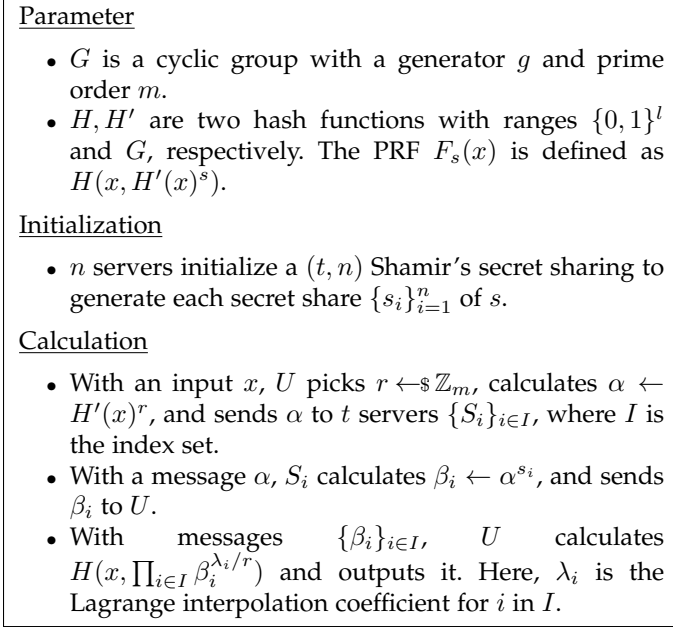 Parameter
• G is a cyclic group with a generator g and prime
order m.
• H, H′ are two hash functions with ranges {0, 1}^l
and G, respectively. The PRF F_s(x) is defined as
H(x, H′(x)^s).
Initialization
• n servers initialize a (t, n) Shamir's secret sharing to
generate each secret share {s_i}_{i=1}^n of s.
Calculation
• With an input x, U picks r ←$ ℤ_m, calculates α ←
H′(x)^r, and sends α to t servers {S_i}_{i∈I}, where I is
the index set.
• With a message α, S_i calculates β_i ← α^{s_i}, and sends
β_i to U.
• With messages {β_i}_{i∈I}, U calculates
H(x, ∏_{i∈I} β_i^{λ_i/r}) and outputs it. Here, λ_i is the
Lagrange interpolation coefficient for i in I.